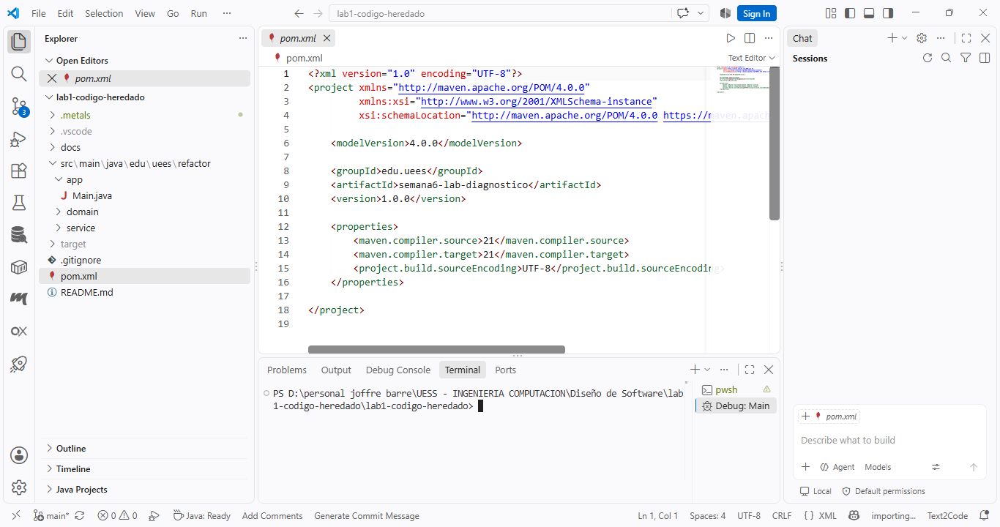 File Edit Selection View Go Run
lab1-codigo-heredado
Sign In
Explorer
Open Editors
pom.xml
lab1-codigo-heredado
.metals
.vscode
docs
src\main\java\edu\uees\refactor
app
J Main.java
domain
service
target
.gitignore
pom.xml
README.md
Outline
Timeline
Java Projects
3
pom.xml
pom.xml
Text Editor
1 <?xml version="1.0" encoding="UTF-8"?>
2 <project xmlns="http://maven.apache.org/POM/4.0.0"
3 xmlns:xsi="http://www.w3.org/2001/XMLSchema-instance"
4 xsi:schemaLocation="http://maven.apache.org/POM/4.0.0 https://maven.apach
5
6 <modelVersion>4.0.0</modelVersion>
7
8 <groupId>edu.uees</groupId>
9 <artifactId>semana6-lab-diagnostico</artifactId>
10 <version>1.0.0</version>
11
12 <properties>
13 <maven.compiler.source>21</maven.compiler.source>
14 <maven.compiler.target>21</maven.compiler.target>
15 <project.build.sourceEncoding>UTF-8</project.build.sourceEncoding>
16 </properties>
17
18 </project>
19
Problems Output Debug Console Terminal Ports
PS D:\personal joffre barre\UESS - INGENIERIA COMPUTACION\Diseño de Software\lab
1-codigo-heredado\lab1-codigo-heredado>
pwsh
Debug: Main
Chat
Sessions
pom.xml
Describe what to build
Agent Models
Local Default permissions
main* 0 0 Java: Ready Add Comments Generate Commit Message Ln 1, Col 1 Spaces: 4 UTF-8 CRLF {} XML importing... Text2Code